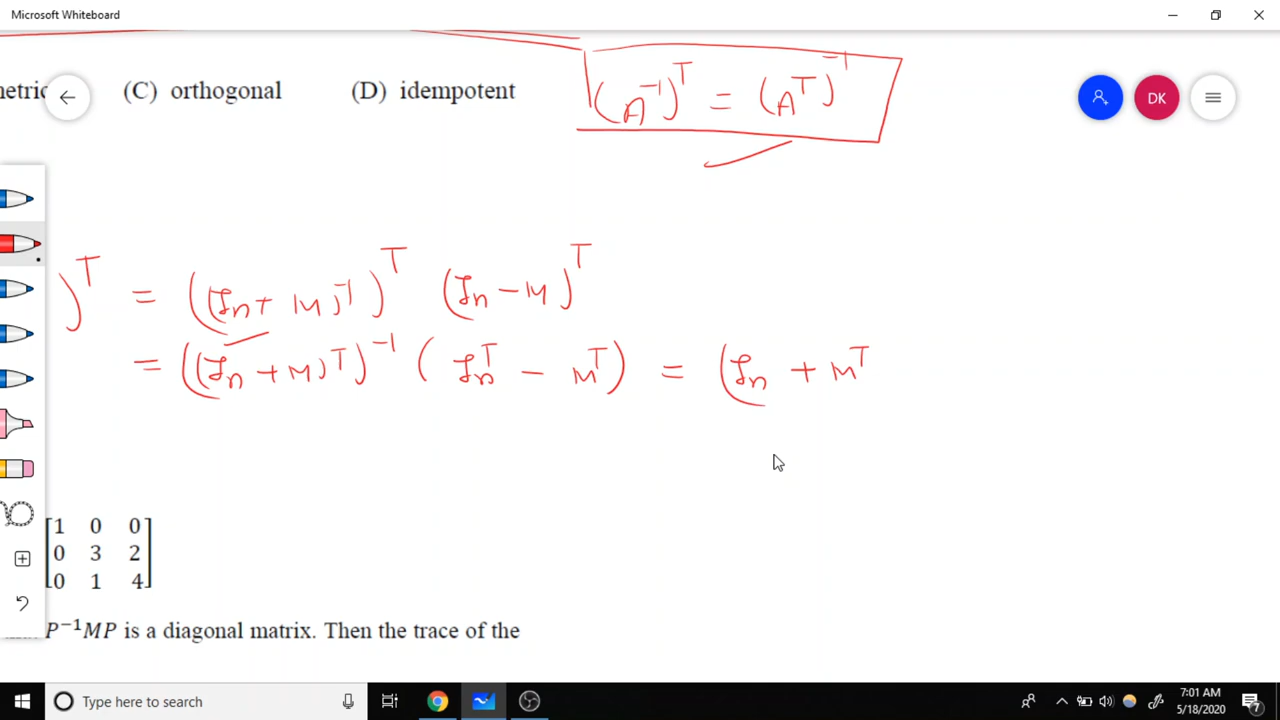 Microsoft Whiteboard
(A⁻¹)ᵀ = (Aᵀ)⁻¹
etric (C) orthogonal (D) idempotent
DK
)ᵀ = ((Iₙ + M)⁻¹)ᵀ (Iₙ - M)ᵀ
= ((Iₙ + M)ᵀ)⁻¹ (Iₙᵀ - Mᵀ) = (Iₙ + Mᵀ
[1 0 0]
[0 3 2]
[0 1 4]
P⁻¹MP is a diagonal matrix. Then the trace of the
Type here to search
7:01 AM
5/18/2020
7